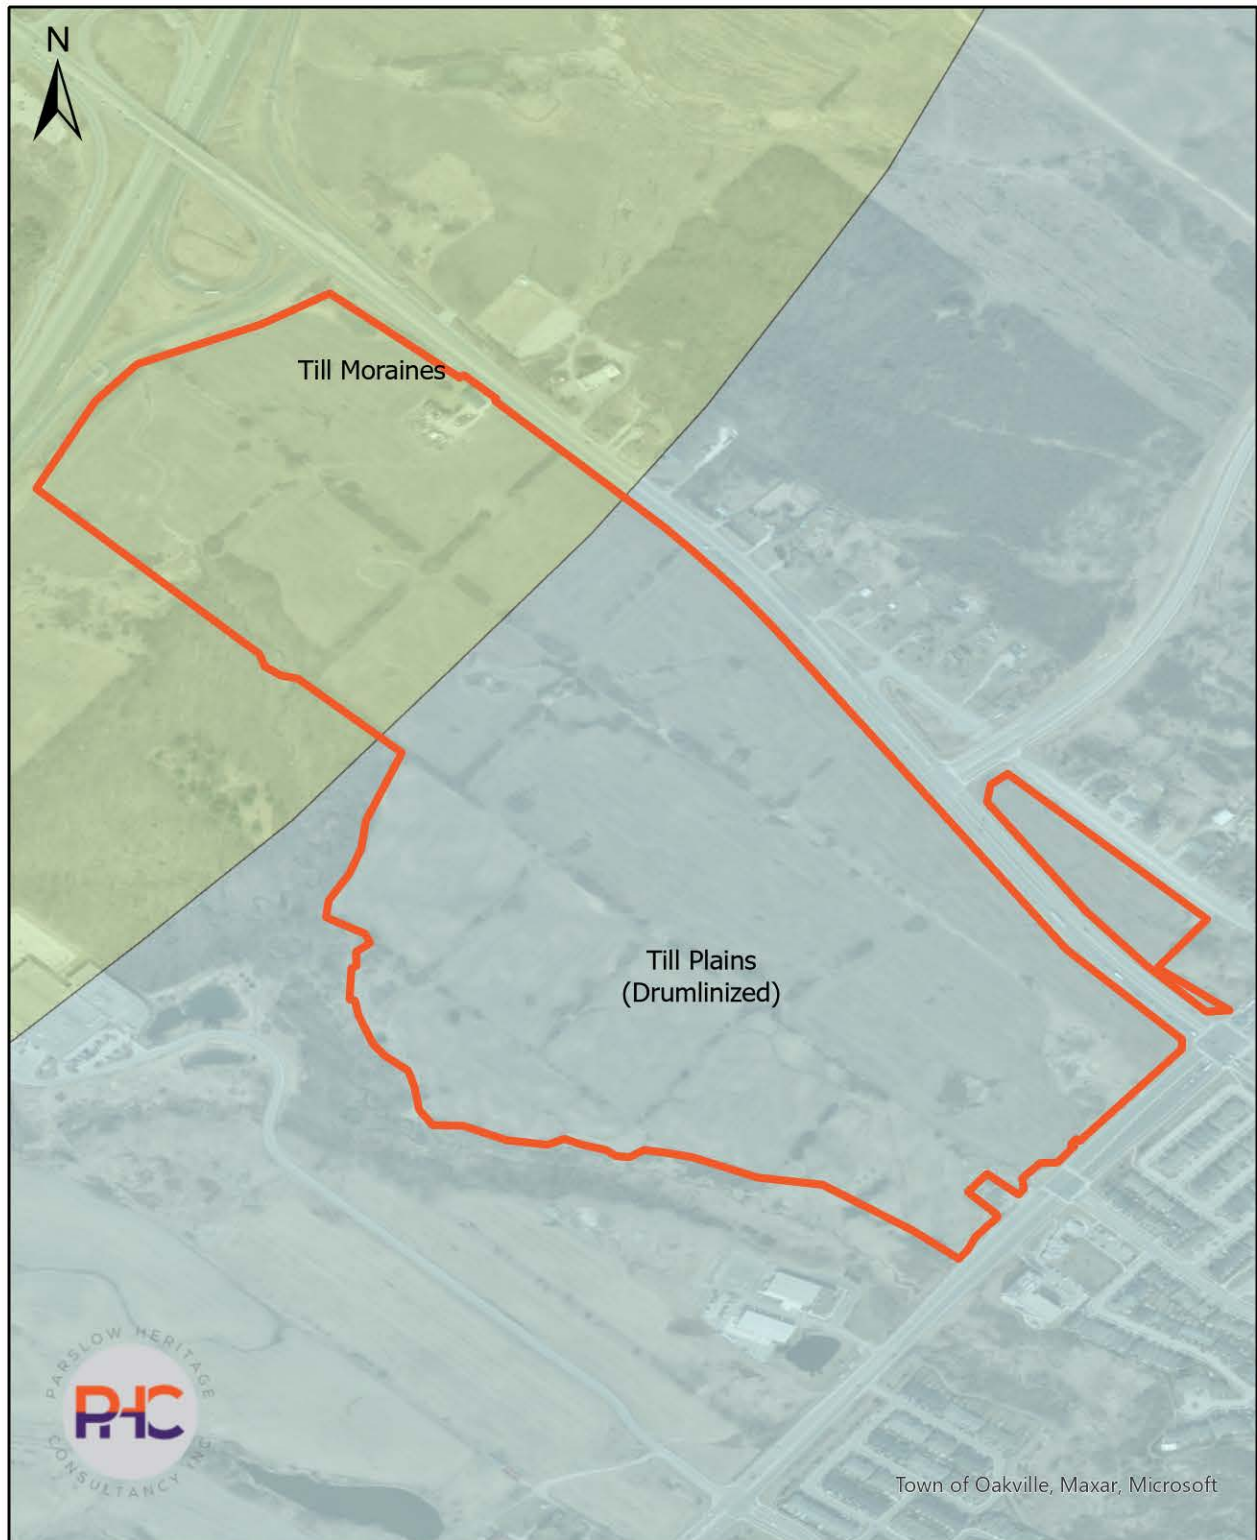 N
Till Moraines
Till Plains
(Drumlinized)
PARSLOW HERITAGE
PHC
CONSULTANCY INC
Town of Oakville, Maxar, Microsoft